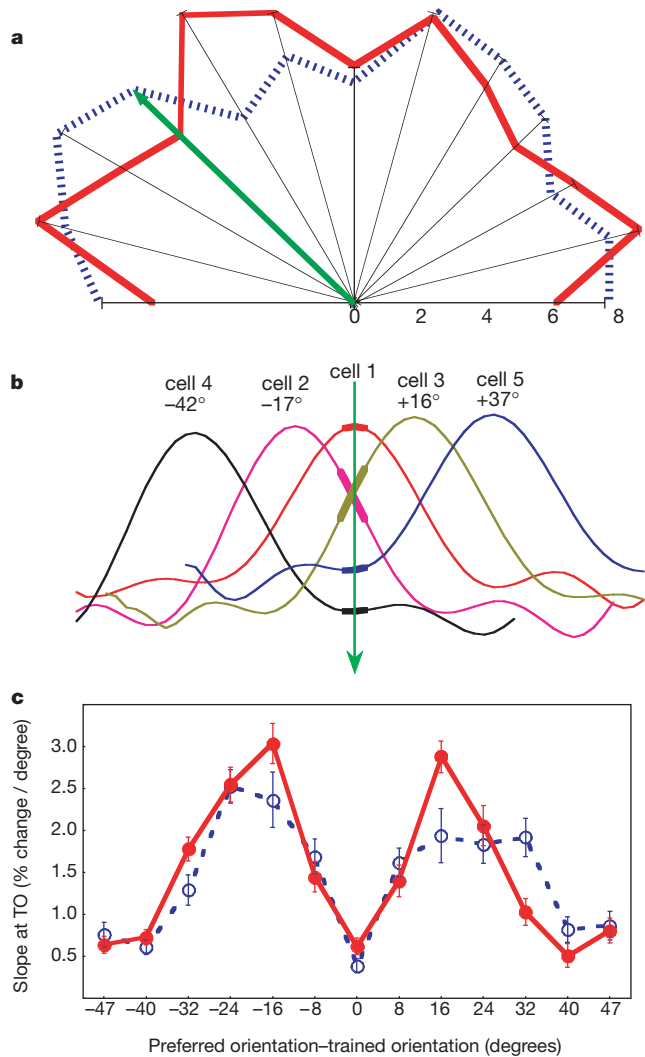 a
0 2 4 6 8
b
cell 1
cell 4 cell 2 cell 3 cell 5
−42° −17° +16° +37°
c
3.0
2.5
2.0
1.5
1.0
0.5
Slope at TO (% change / degree)
−47 −40 −32 −24 −16 −8 0 8 16 24 32 40 47
Preferred orientation–trained orientation (degrees)